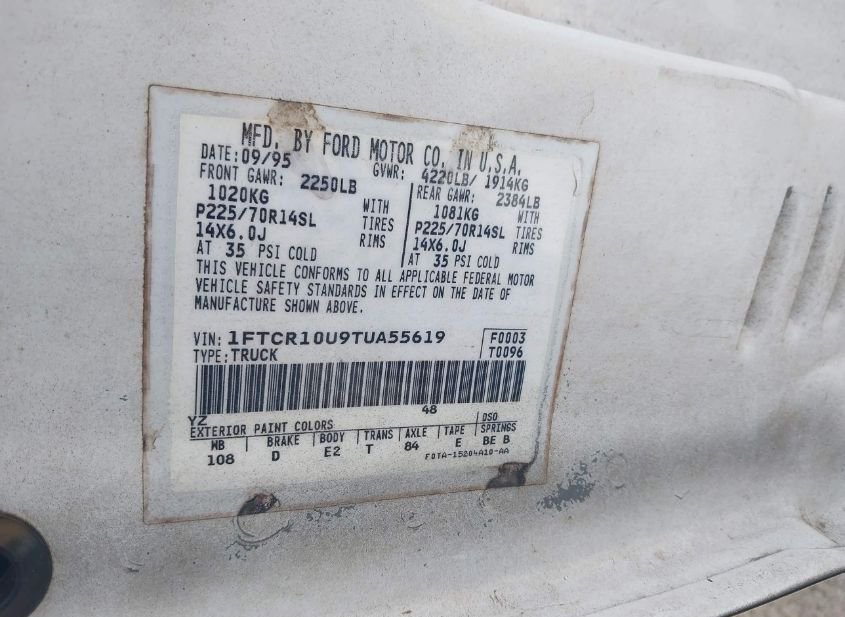 MFD. BY FORD MOTOR CO. IN U.S.A.
DATE: 09/95 GVWR: 4220LB/ 1914KG
FRONT GAWR: 2250LB REAR GAWR: 2384LB
1020KG WITH 1081KG WITH
P225/70R14SL TIRES P225/70R14SL TIRES
14X6.0J RIMS 14X6.0J RIMS
AT 35 PSI COLD AT 35 PSI COLD
THIS VEHICLE CONFORMS TO ALL APPLICABLE FEDERAL MOTOR
VEHICLE SAFETY STANDARDS IN EFFECT ON THE DATE OF
MANUFACTURE SHOWN ABOVE.
VIN: 1FTCR10U9TUA55619 F0003
TYPE: TRUCK T0096
48
YZ DSO
EXTERIOR PAINT COLORS
WB BRAKE BODY TRANS AXLE TAPE SPRINGS
108 D E2 T 84 E BE B
F0TA-15204A10-AA